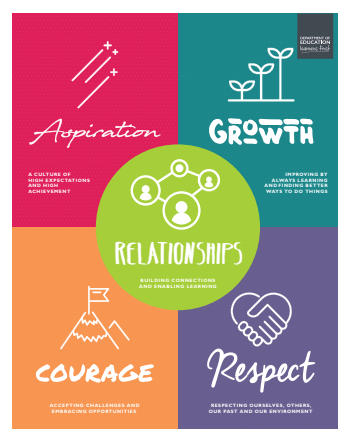 DEPARTMENT OF
EDUCATION
learners first
Aspiration
A CULTURE OF
HIGH EXPECTATIONS
AND HIGH
ACHIEVEMENT
GROWTH
IMPROVING BY
ALWAYS LEARNING
AND FINDING BETTER
WAYS TO DO THINGS
RELATIONSHIPS
BUILDING CONNECTIONS
AND ENABLING LEARNING
COURAGE
ACCEPTING CHALLENGES AND
EMBRACING OPPORTUNITIES
Respect
RESPECTING OURSELVES, OTHERS,
OUR PAST AND OUR ENVIRONMENT